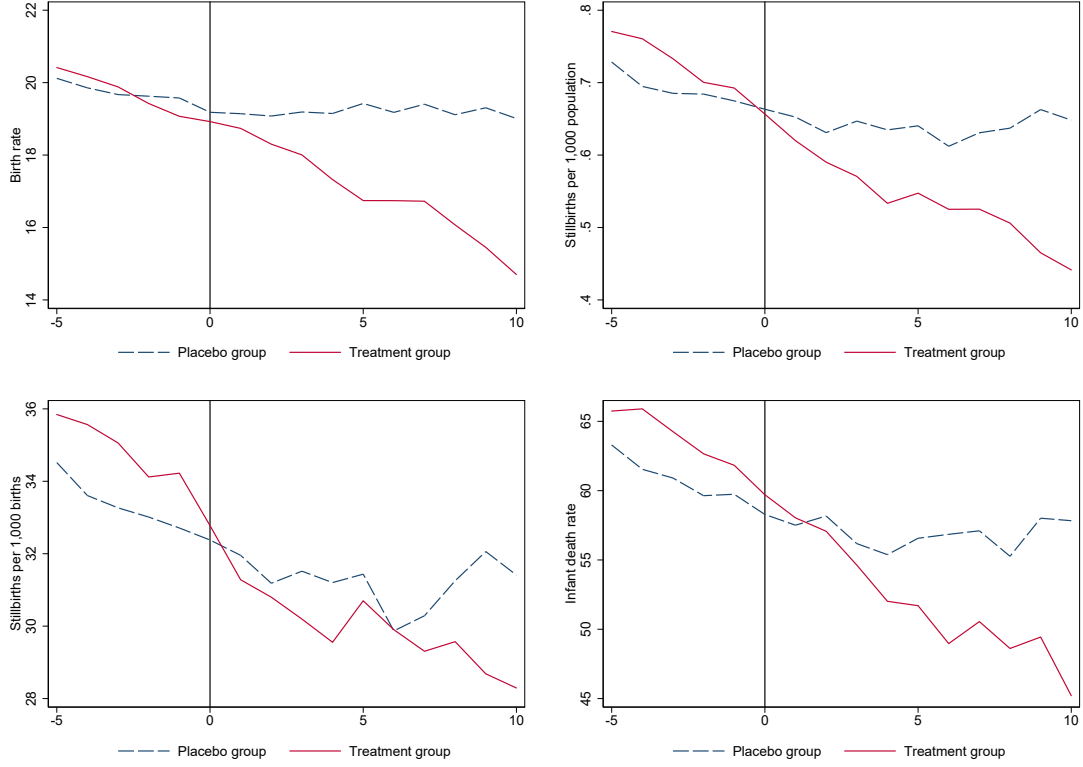 Birth rate
22
20
18
16
14
-5 0 5 10
Placebo group Treatment group
Stillbirths per 1,000 population
.8
.7
.6
.5
.4
-5 0 5 10
Placebo group Treatment group
Stillbirths per 1,000 births
36
34
32
30
28
-5 0 5 10
Placebo group Treatment group
Infant death rate
65
60
55
50
45
-5 0 5 10
Placebo group Treatment group